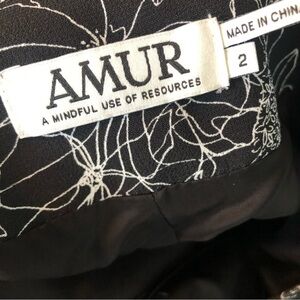 AMUR
A MINDFUL USE OF RESOURCES
MADE IN CHINA
2